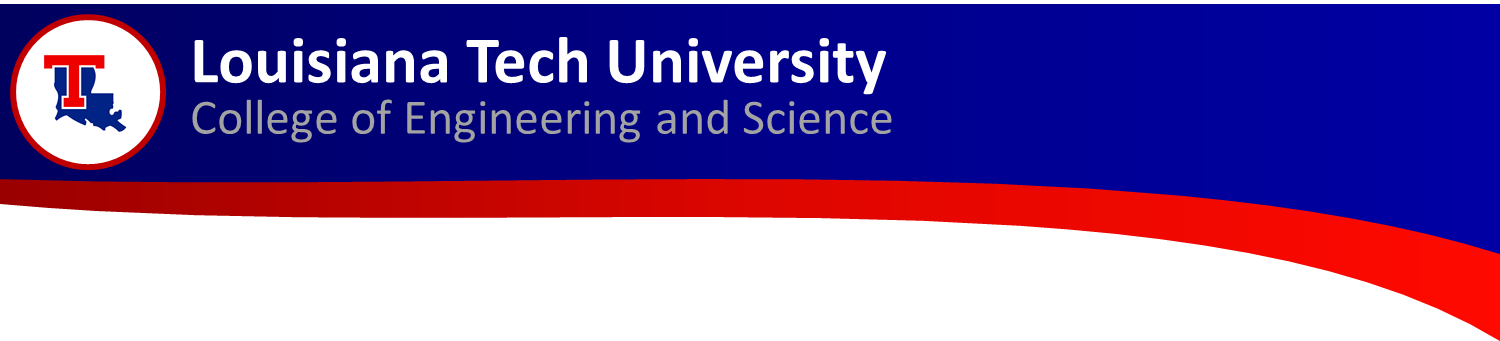 T
Louisiana Tech University
College of Engineering and Science